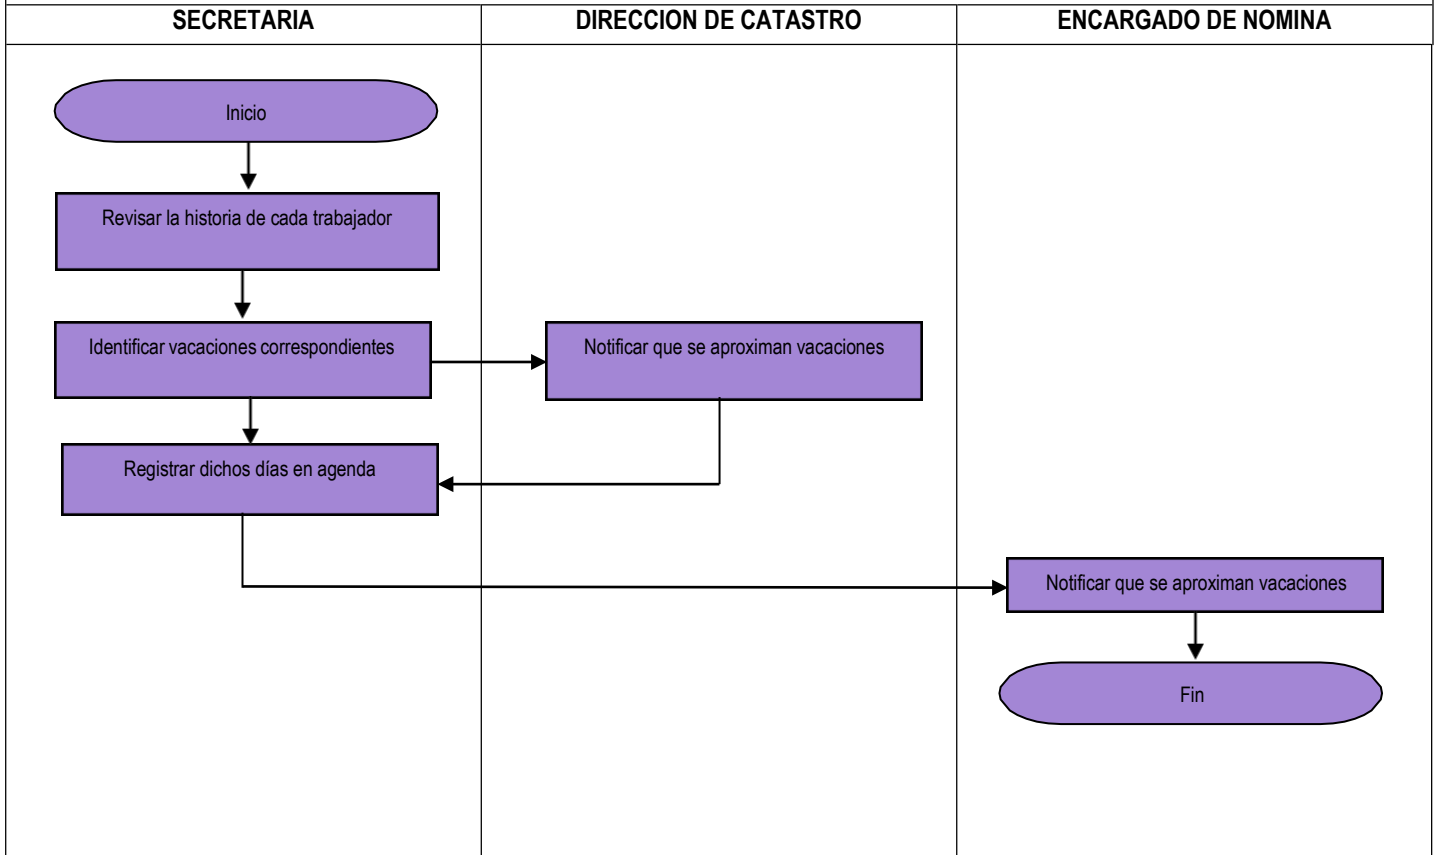 SECRETARIA
DIRECCION DE CATASTRO
ENCARGADO DE NOMINA
Inicio
Revisar la historia de cada trabajador
Identificar vacaciones correspondientes
Notificar que se aproximan vacaciones
Registrar dichos días en agenda
Notificar que se aproximan vacaciones
Fin